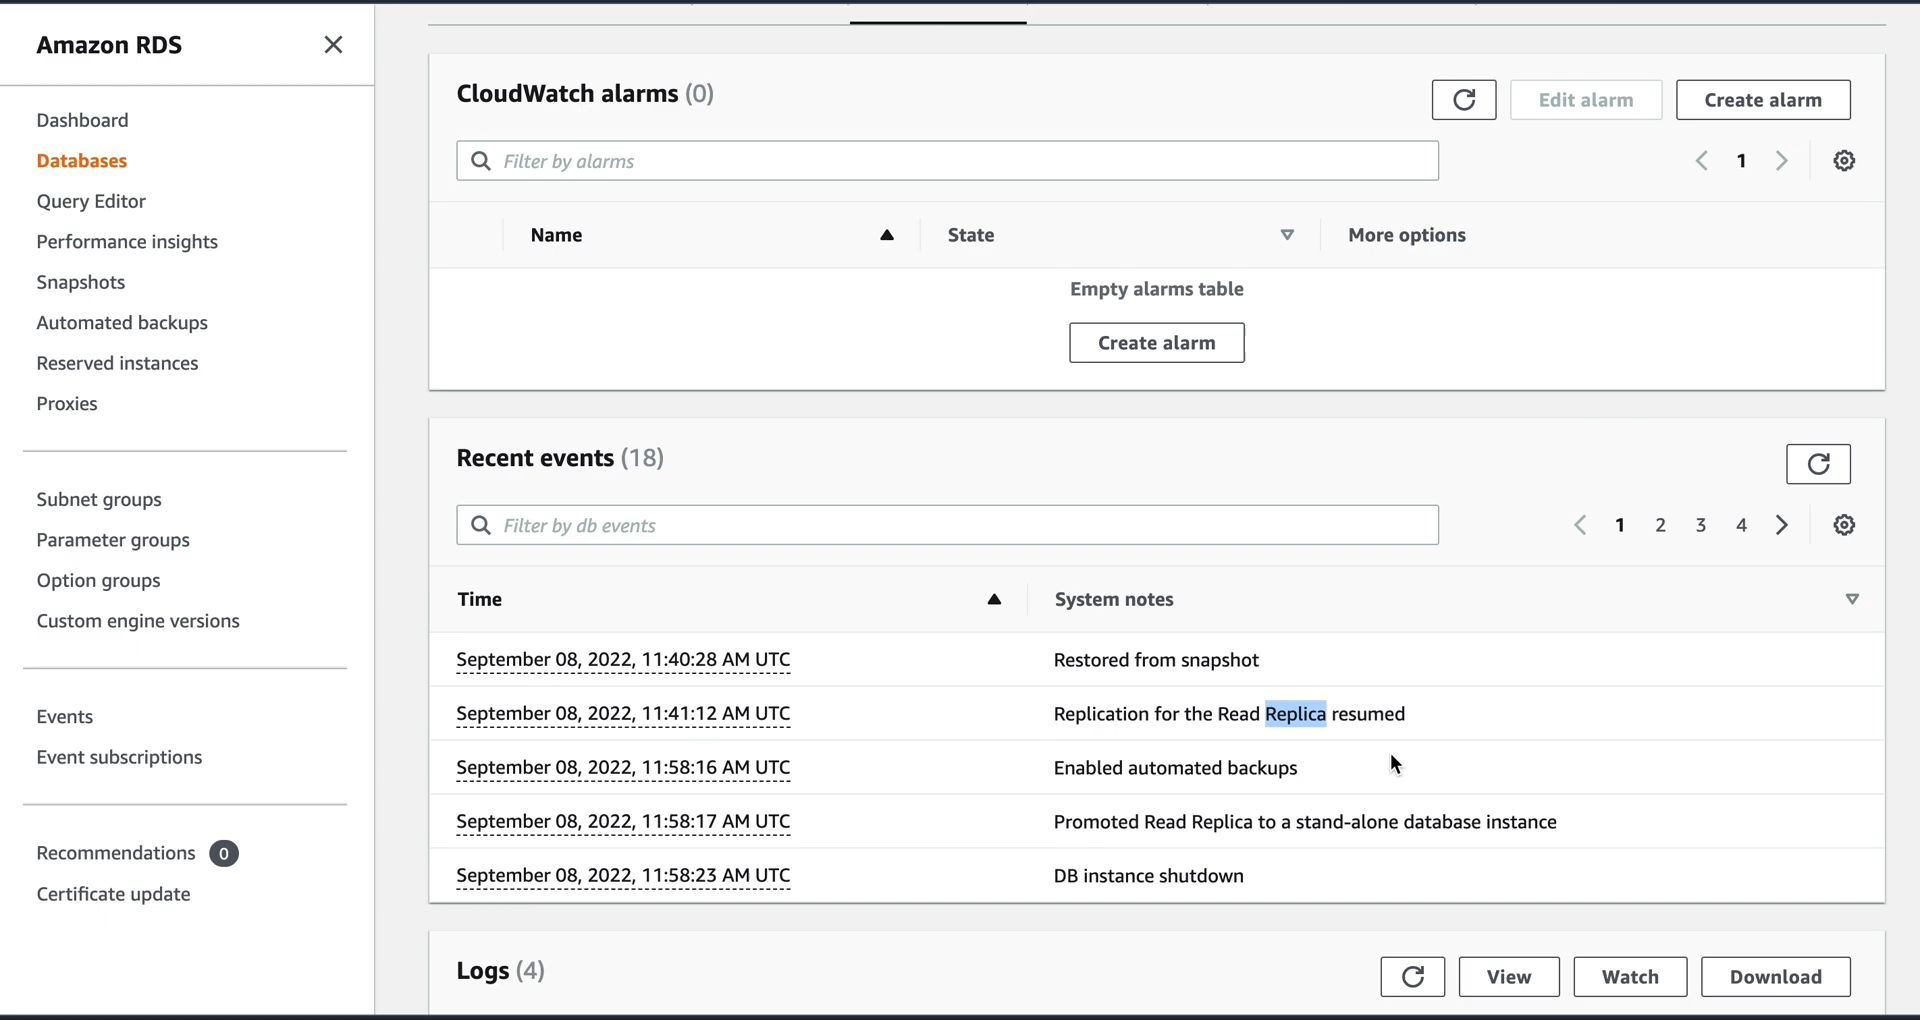 Amazon RDS
Dashboard
Databases
Query Editor
Performance insights
Snapshots
Automated backups
Reserved instances
Proxies
Subnet groups
Parameter groups
Option groups
Custom engine versions
Events
Event subscriptions
Recommendations 0
Certificate update
CloudWatch alarms (0)
Edit alarm
Create alarm
Filter by alarms
1
Name State More options
Empty alarms table
Create alarm
Recent events (18)
Filter by db events
1 2 3 4
Time System notes
September 08, 2022, 11:40:28 AM UTC Restored from snapshot
September 08, 2022, 11:41:12 AM UTC Replication for the Read Replica resumed
September 08, 2022, 11:58:16 AM UTC Enabled automated backups
September 08, 2022, 11:58:17 AM UTC Promoted Read Replica to a stand-alone database instance
September 08, 2022, 11:58:23 AM UTC DB instance shutdown
Logs (4)
View
Watch
Download